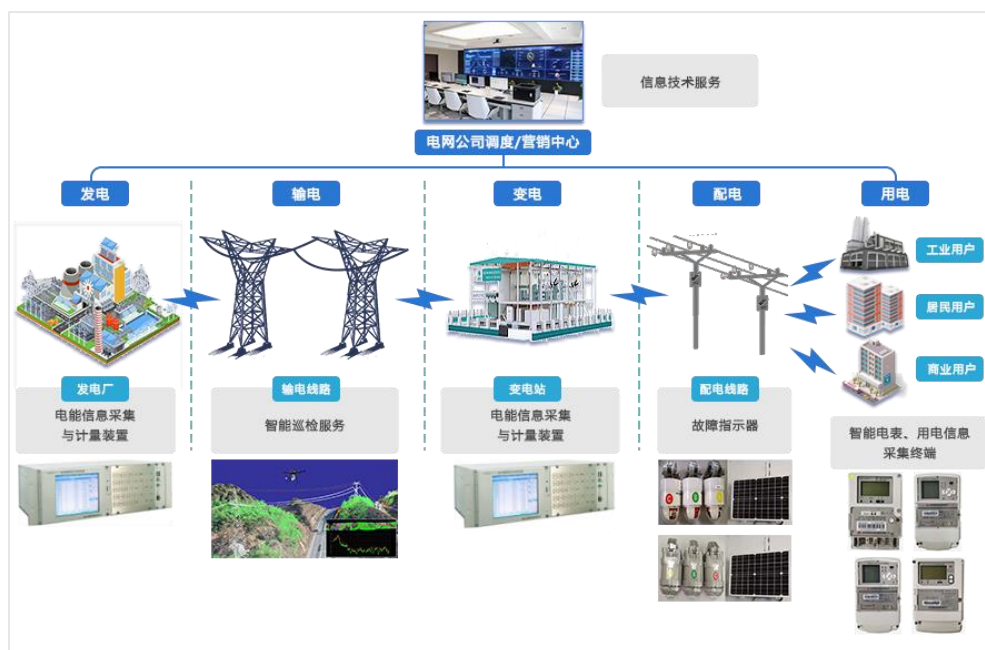 信息技术服务
电网公司调度/营销中心
发电
输电
变电
配电
用电
工业用户
居民用户
商业用户
发电厂
输电线路
变电站
配电线路
电能信息采集
与计量装置
智能巡检服务
电能信息采集
与计量装置
故障指示器
智能电表、用电信息
采集终端